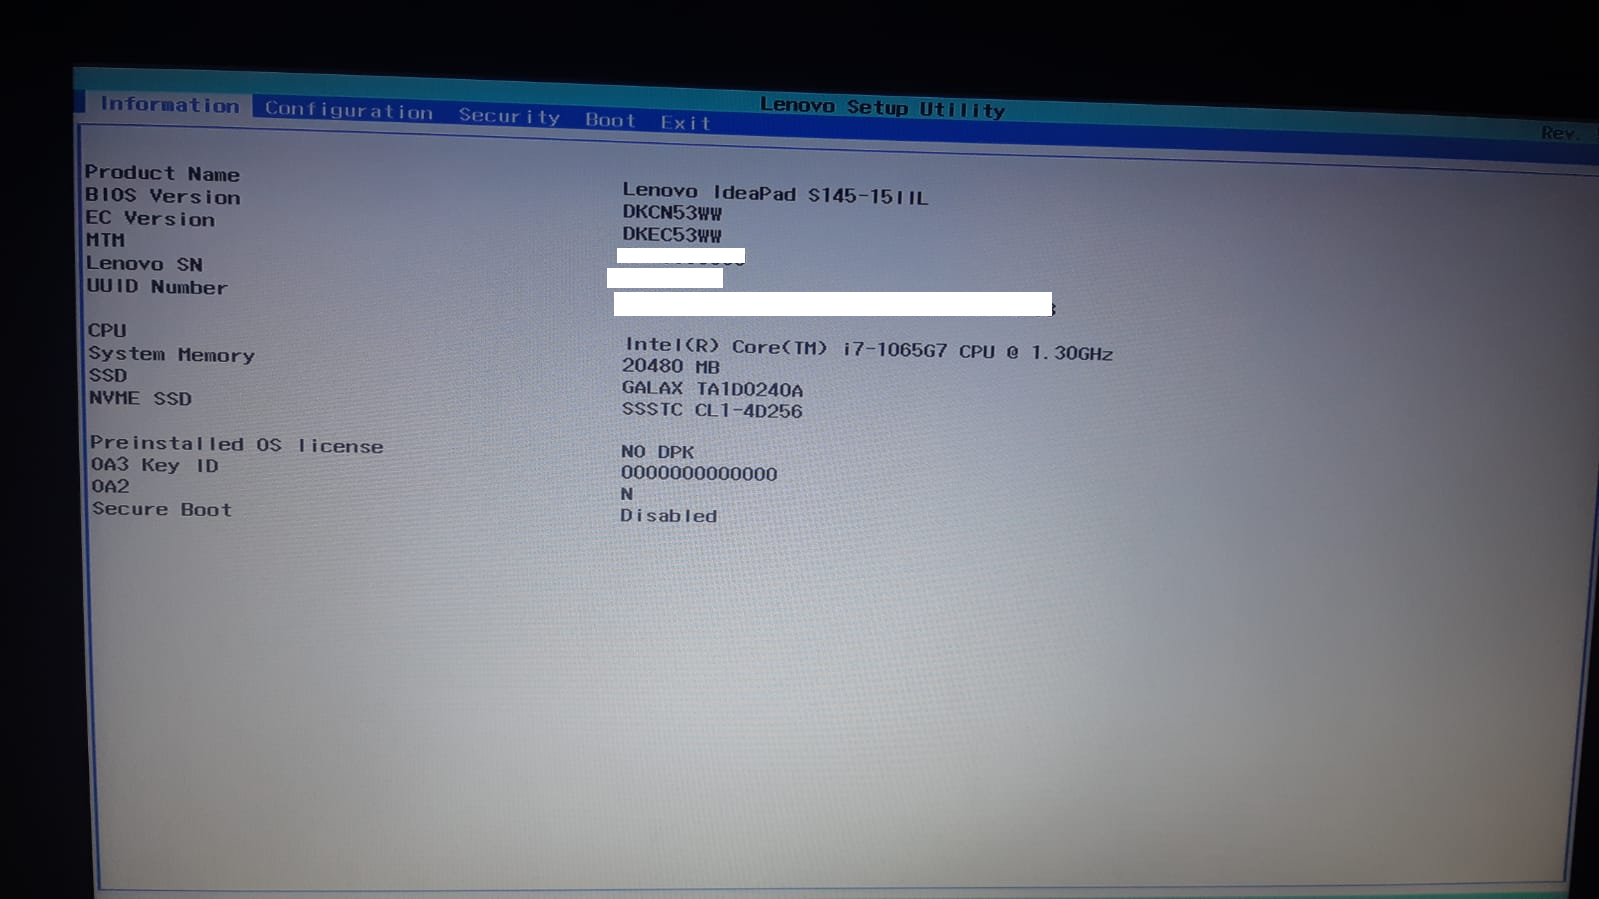 Lenovo Setup Utility
Rev.
Information Configuration Security Boot Exit
Product Name Lenovo IdeaPad S145-15IIL
BIOS Version DKCN53WW
EC Version DKEC53WW
MTM
Lenovo SN
UUID Number
CPU Intel(R) Core(TM) i7-1065G7 CPU @ 1.30GHz
System Memory 20480 MB
SSD GALAX TA1D0240A
NVME SSD SSSTC CL1-4D256
Preinstalled OS license NO DPK
OA3 Key ID 0000000000000
OA2 N
Secure Boot Disabled